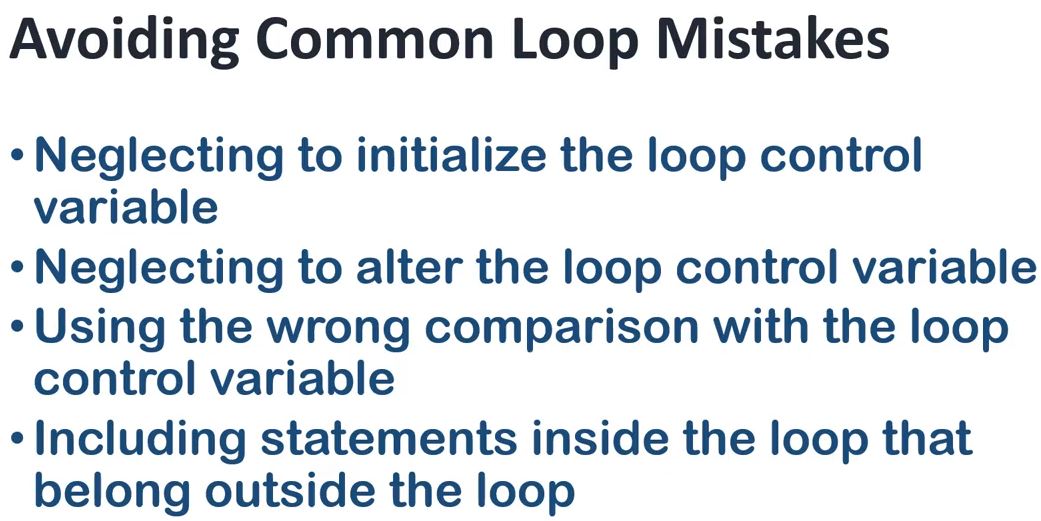 Avoiding Common Loop Mistakes
• Neglecting to initialize the loop control
variable
• Neglecting to alter the loop control variable
• Using the wrong comparison with the loop
control variable
• Including statements inside the loop that
belong outside the loop